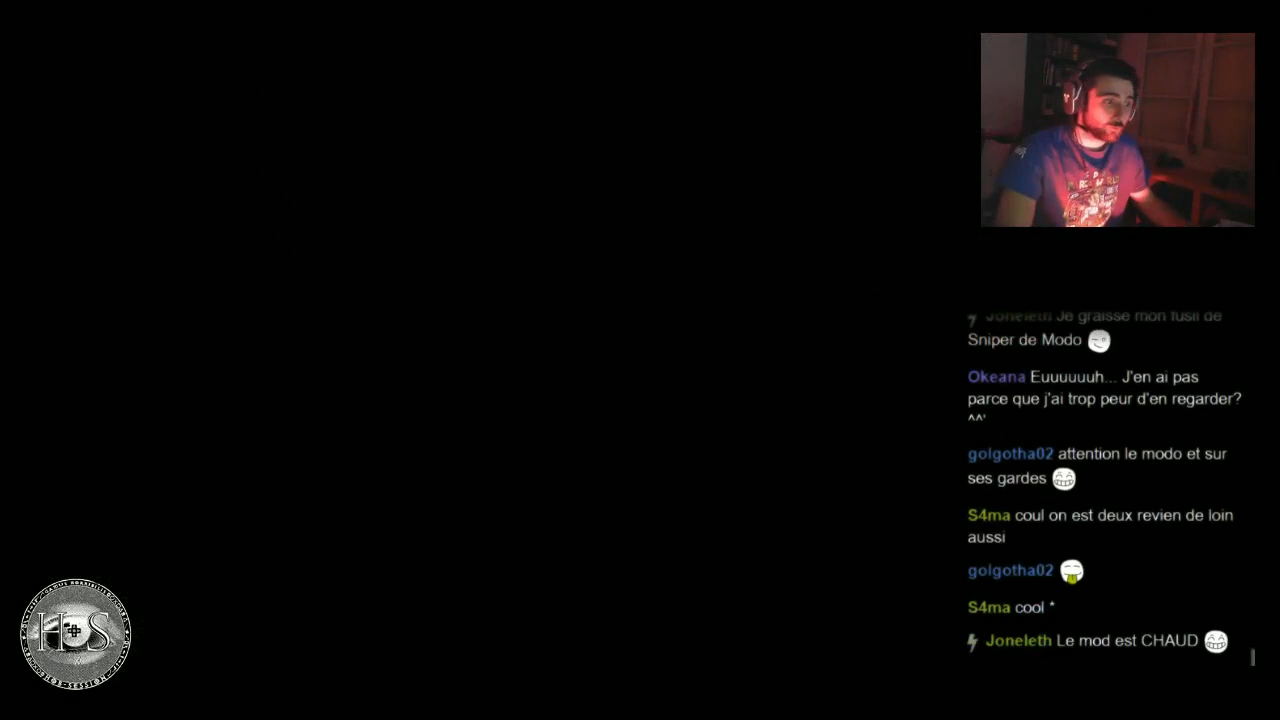 Joneleth Je graisse mon fusil de
Sniper de Modo
Okeana Euuuuuuh... J'en ai pas
parce que j'ai trop peur d'en regarder?
^^'
golgotha02 attention le modo et sur
ses gardes
S4ma coul on est deux revien de loin
aussi
golgotha02
S4ma cool *
Joneleth Le mod est CHAUD
HS